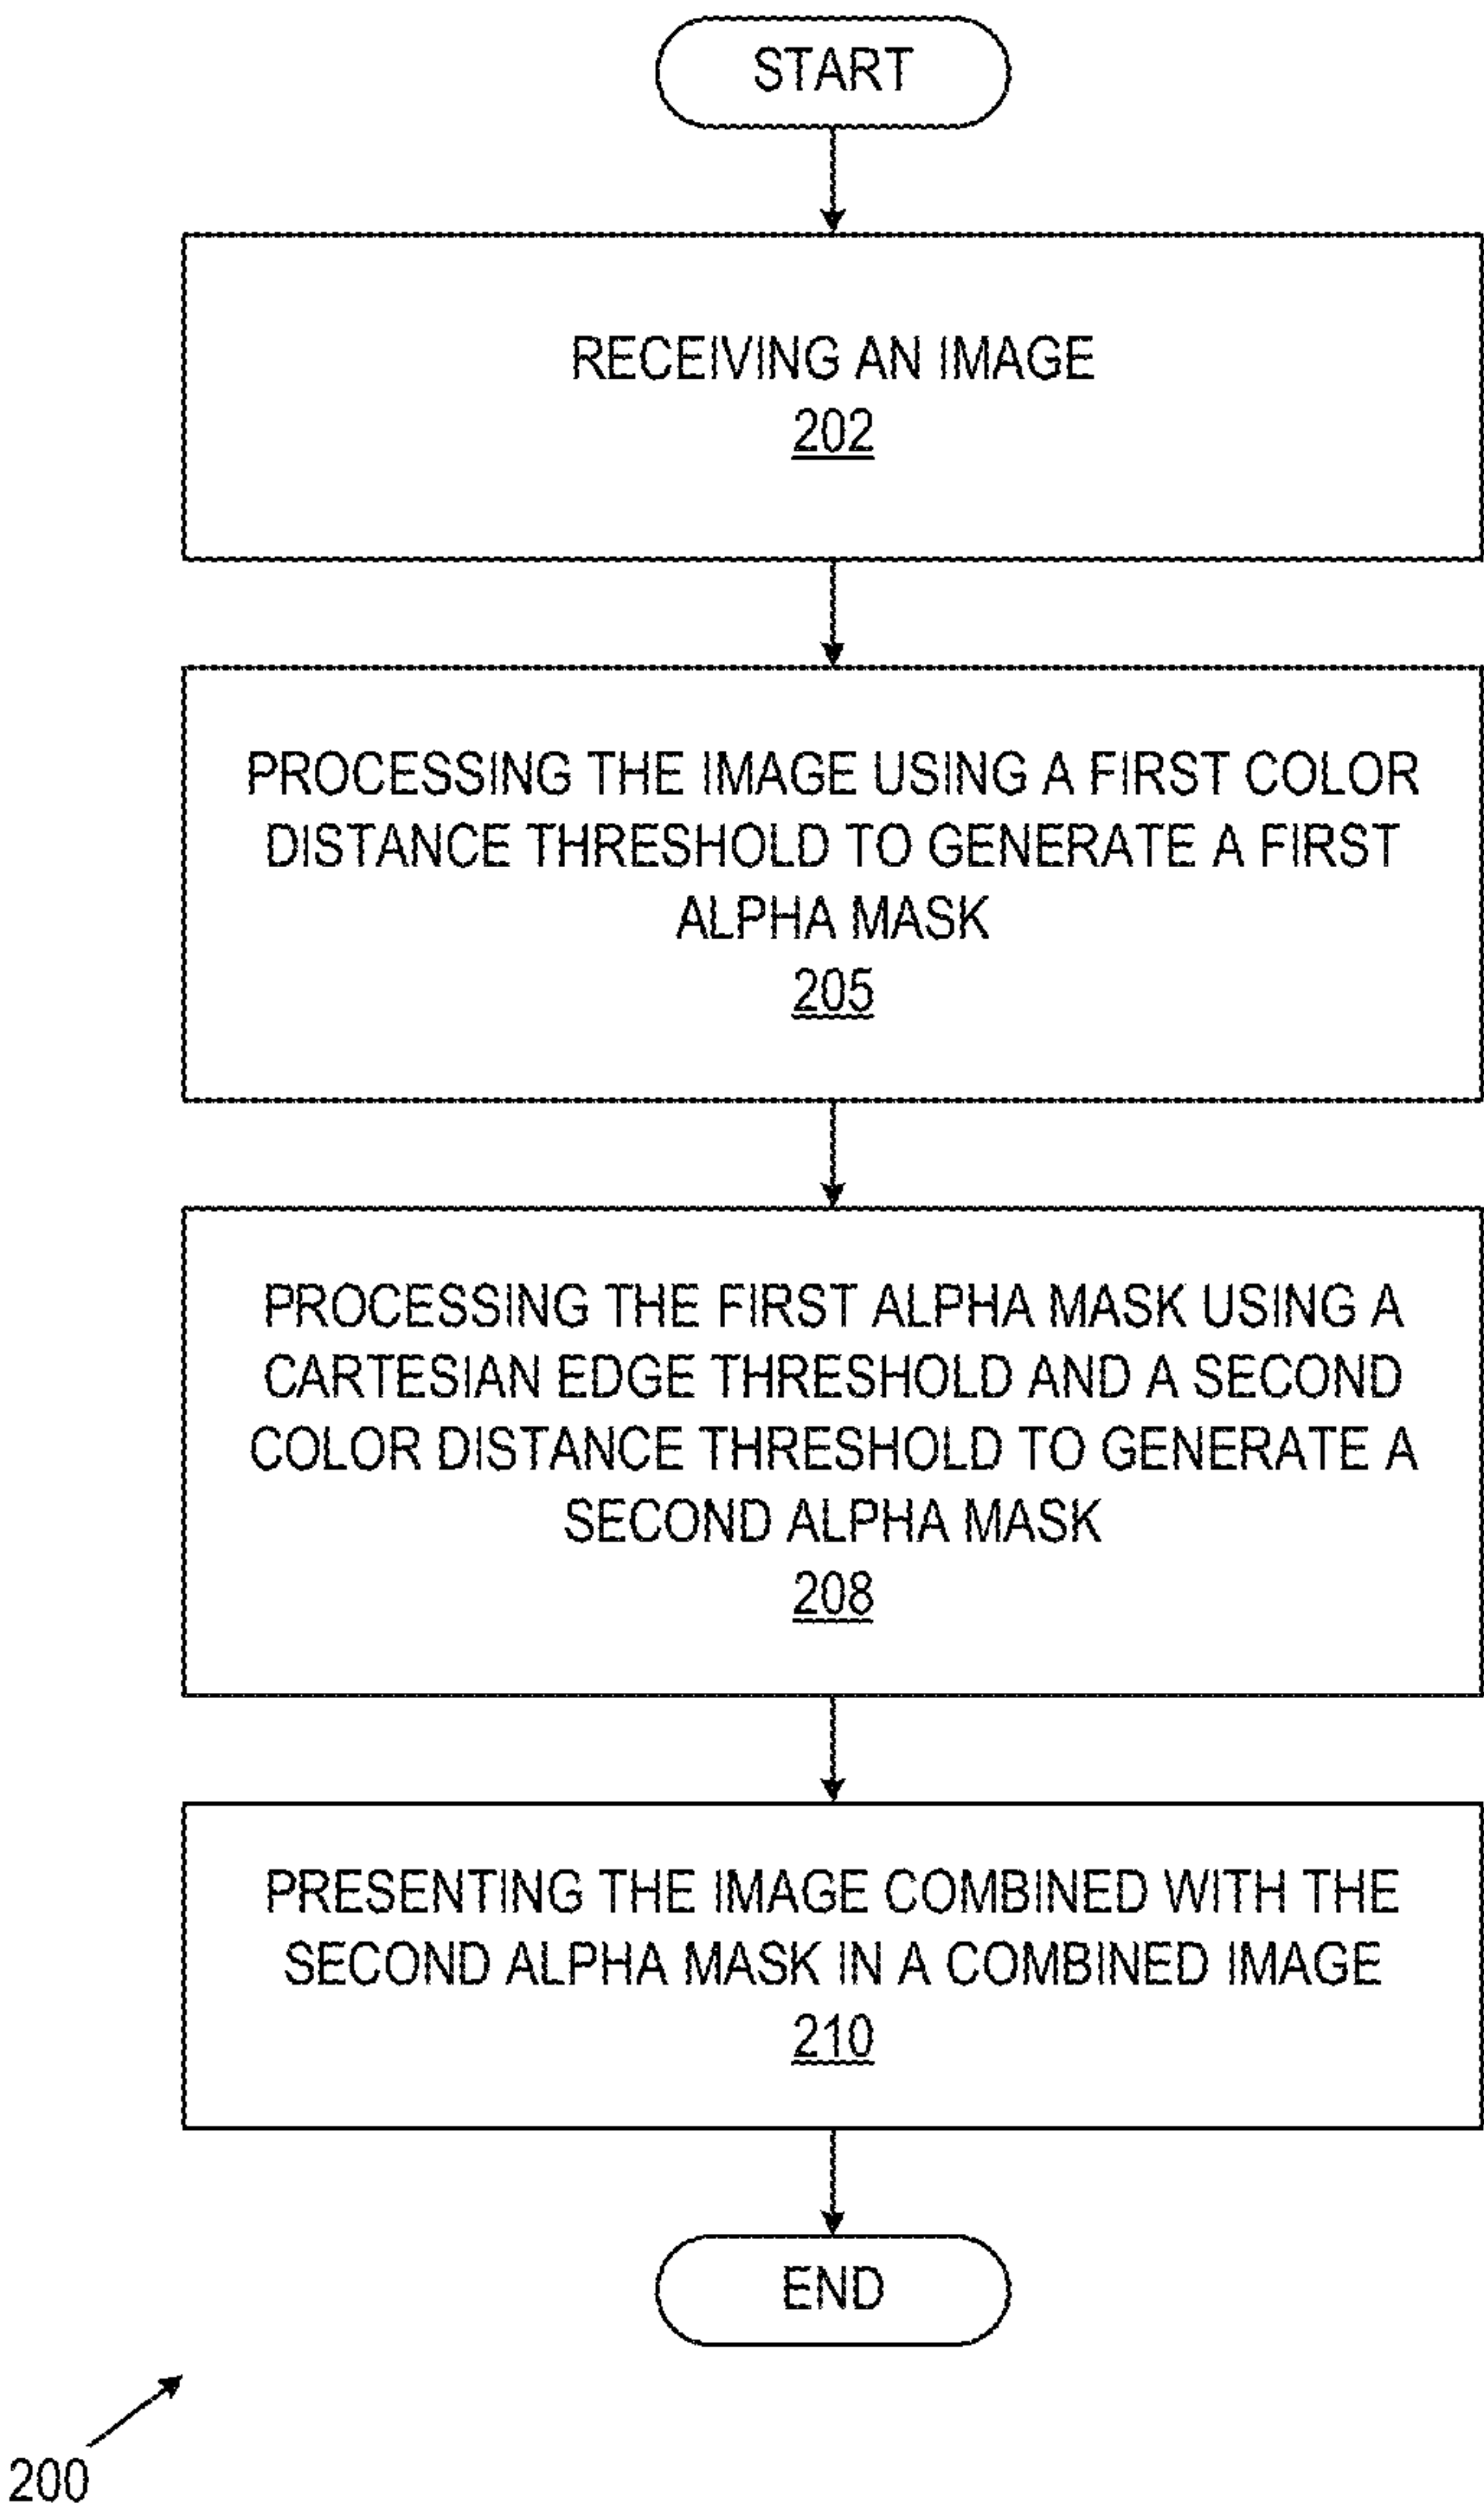 START
RECEIVING AN IMAGE
202
PROCESSING THE IMAGE USING A FIRST COLOR
DISTANCE THRESHOLD TO GENERATE A FIRST
ALPHA MASK
205
PROCESSING THE FIRST ALPHA MASK USING A
CARTESIAN EDGE THRESHOLD AND A SECOND
COLOR DISTANCE THRESHOLD TO GENERATE A
SECOND ALPHA MASK
208
PRESENTING THE IMAGE COMBINED WITH THE
SECOND ALPHA MASK IN A COMBINED IMAGE
210
END
200